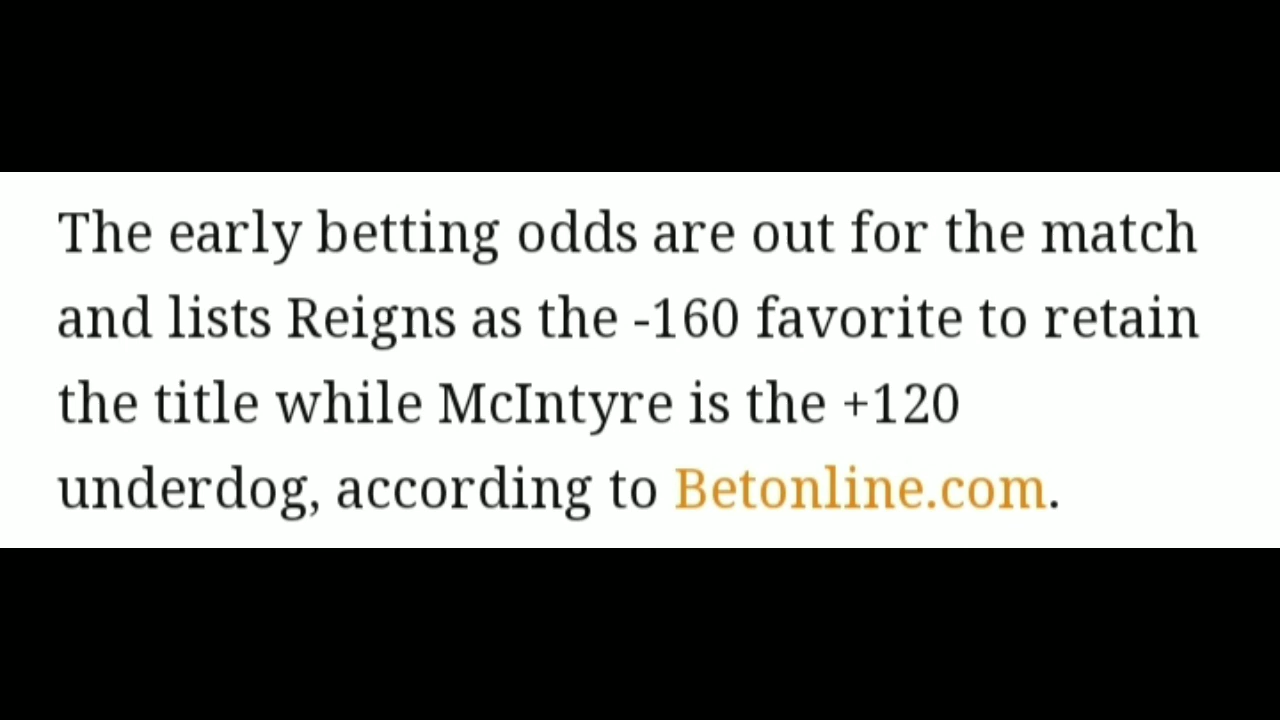 The early betting odds are out for the match
and lists Reigns as the -160 favorite to retain
the title while McIntyre is the +120
underdog, according to Betonline.com.